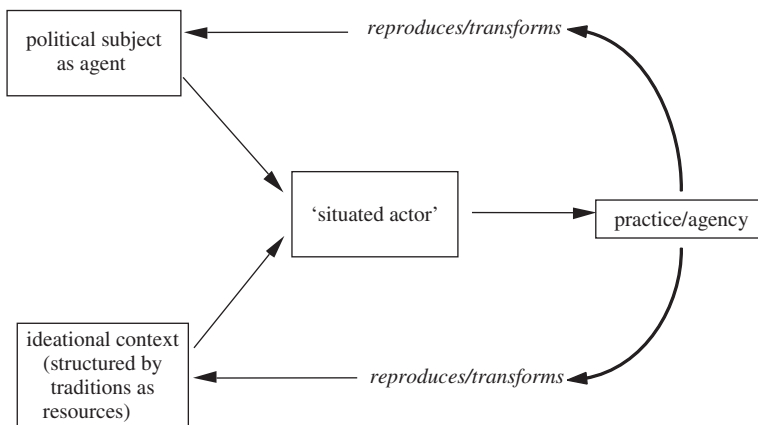 political subject
as agent
reproduces/transforms
‘situated actor’
practice/agency
ideational context
(structured by
traditions as
resources)
reproduces/transforms